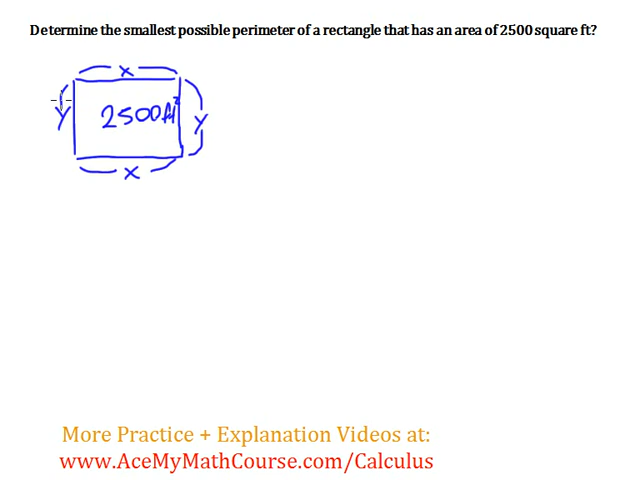 Determine the smallest possible perimeter of a rectangle that has an area of 2500 square ft?
x
y
2500ft²
y
x
More Practice + Explanation Videos at:
www.AceMyMathCourse.com/Calculus